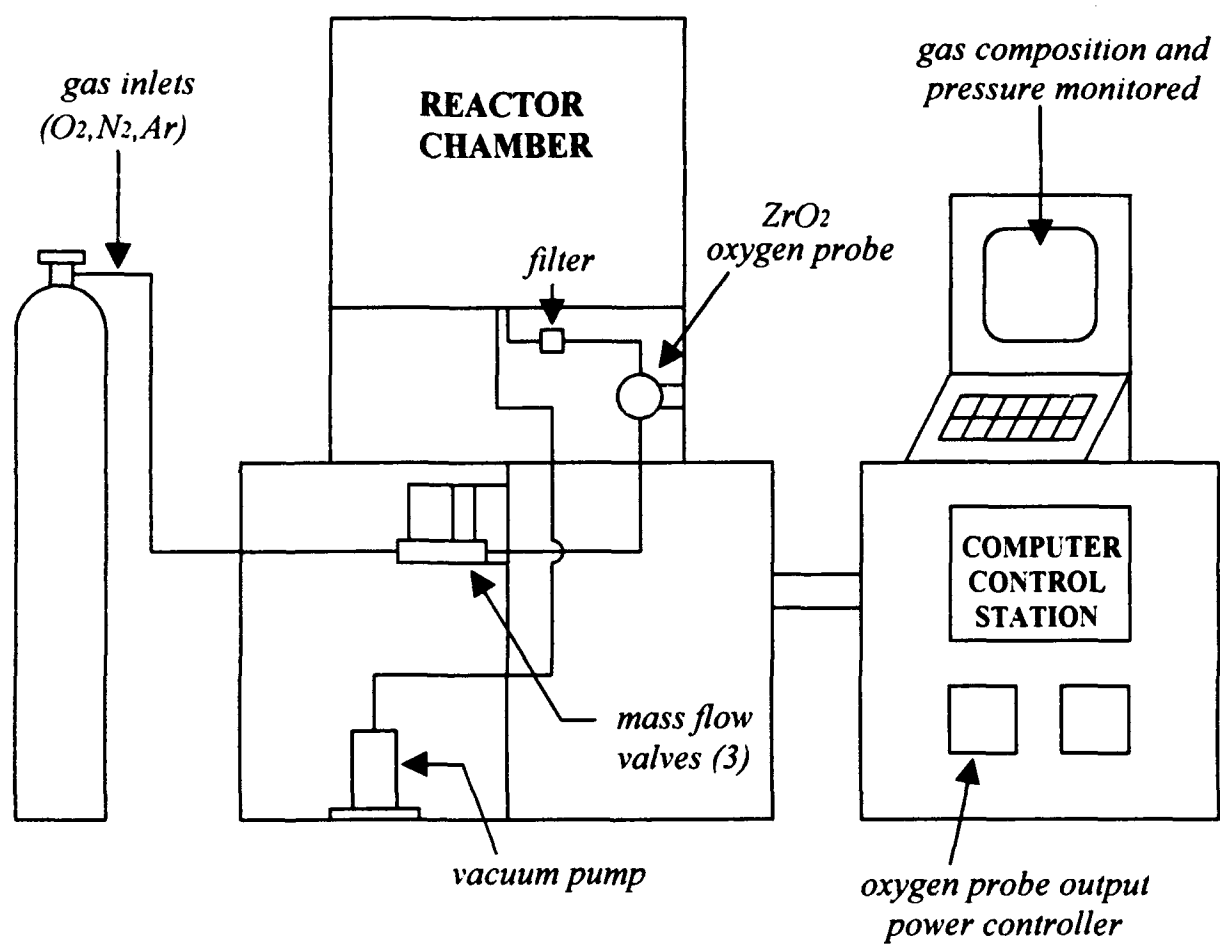 gas inlets
(O2,N2,Ar)
REACTOR
CHAMBER
gas composition and
pressure monitored
ZrO2
oxygen probe
filter
COMPUTER
CONTROL
STATION
mass flow
valves (3)
vacuum pump
oxygen probe output
power controller